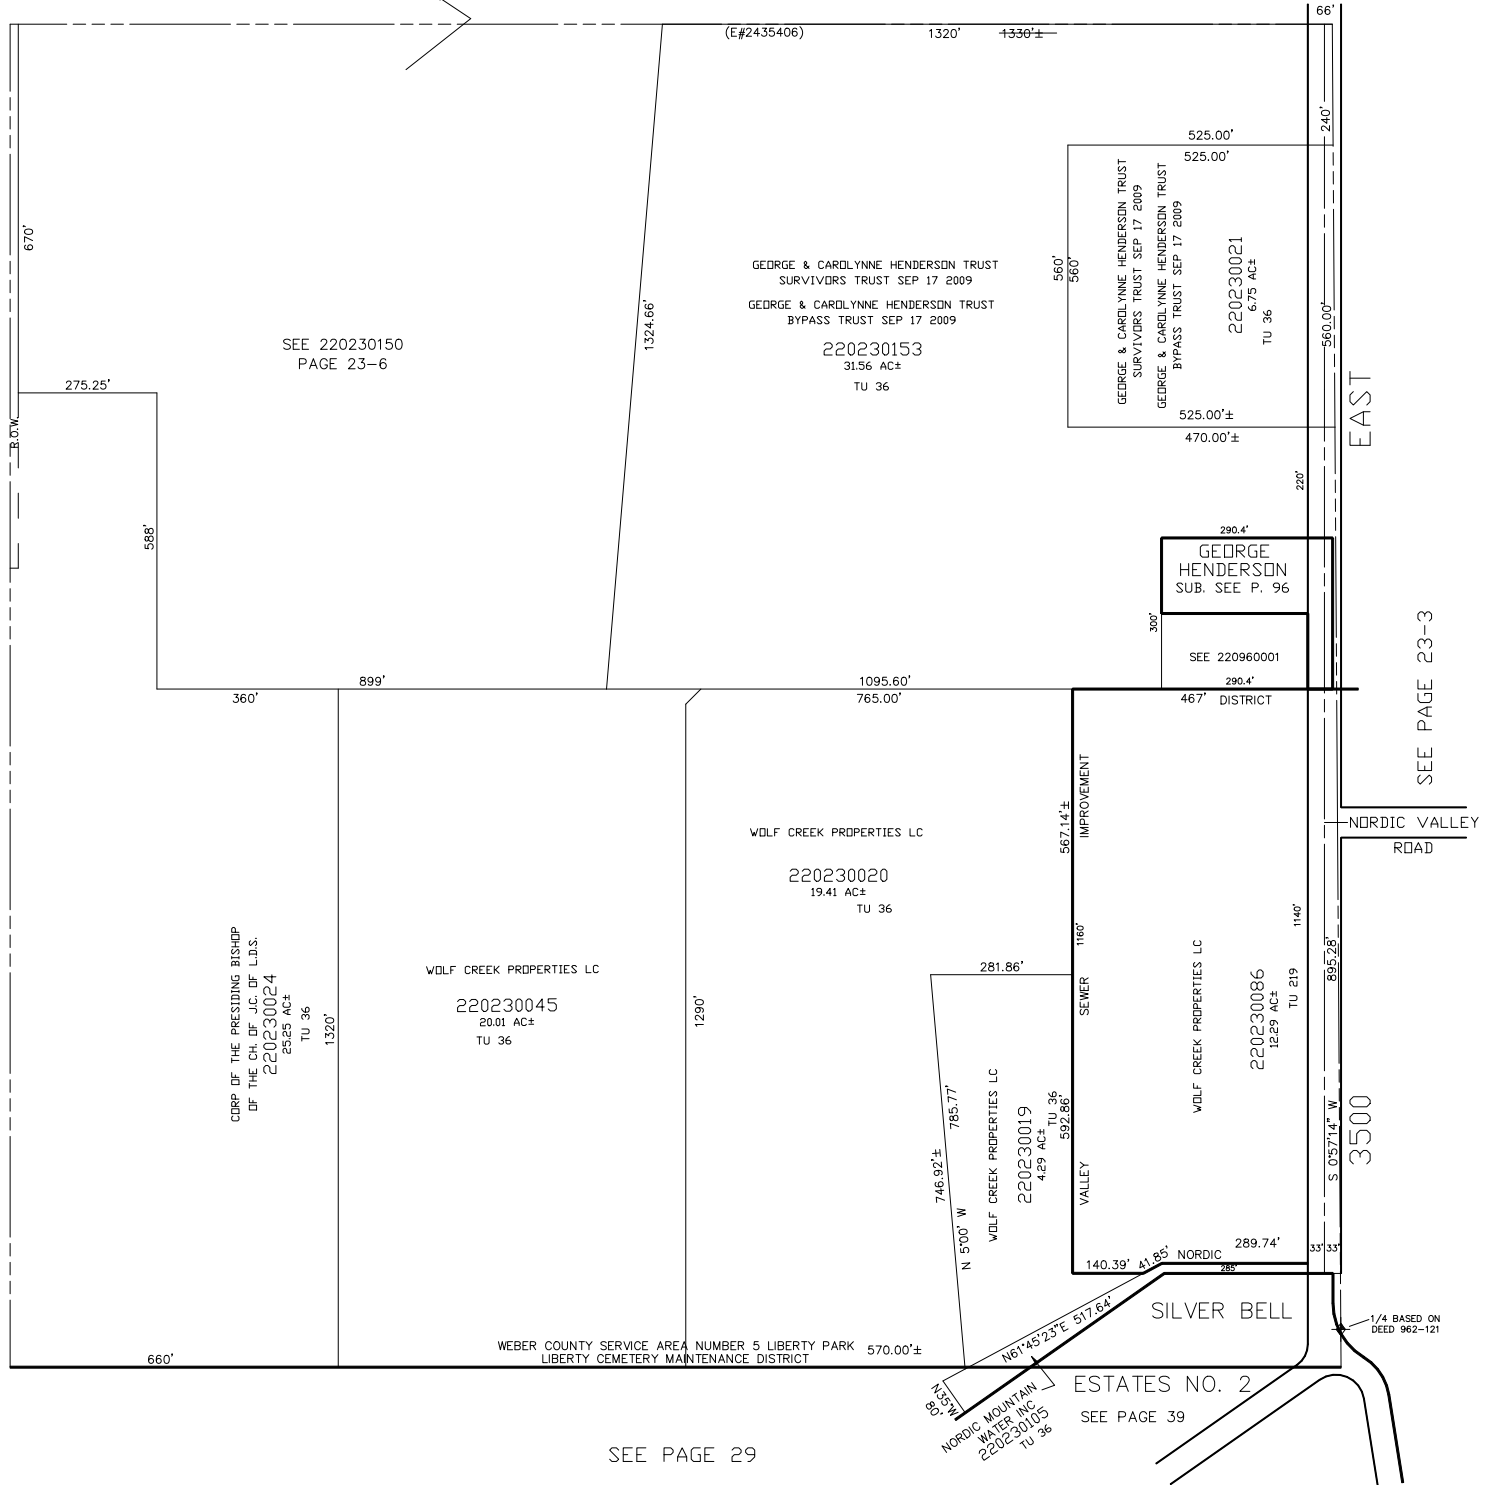 66'
(E#2435406)
1320'
1330'±
240'
525.00'
525.00'
670'
GEORGE & CAROLYNNE HENDERSON TRUST
SURVIVORS TRUST SEP 17 2009
GEORGE & CAROLYNNE HENDERSON TRUST
BYPASS TRUST SEP 17 2009
220230153
31.56 AC±
TU 36
1324.66'
560'
560'
GEORGE & CAROLYNNE HENDERSON TRUST
SURVIVORS TRUST SEP 17 2009
GEORGE & CAROLYNNE HENDERSON TRUST
BYPASS TRUST SEP 17 2009
220230021
6.75 AC±
TU 36
560.00'
SEE 220230150
PAGE 23-6
275.25'
R.O.W.
525.00'±
470.00'±
EAST
220'
588'
290.4'
GEORGE
HENDERSON
SUB. SEE P. 96
300'
SEE 220960001
290.4'
SEE PAGE 23-3
899'
360'
1095.60'
765.00'
467'
DISTRICT
IMPROVEMENT
567.14'±
NORDIC VALLEY
ROAD
WOLF CREEK PROPERTIES LC
220230020
19.41 AC±
TU 36
1160'
1140'
895.28'
CORP OF THE PRESIDING BISHOP
OF THE CH. OF J.C. OF L.D.S.
220230024
25.25 AC±
TU 36
1320'
WOLF CREEK PROPERTIES LC
220230045
20.01 AC±
TU 36
1290'
281.86'
SEWER
WOLF CREEK PROPERTIES LC
220230086
12.29 AC±
TU 219
785.77'
746.92'±
N 5°00' W
WOLF CREEK PROPERTIES LC
220230019
4.29 AC±
TU 36
592.86'
VALLEY
S 0°57'14" W
3500
289.74'
33' 33'
140.39'
41.85'
NORDIC
285'
SILVER BELL
1/4 BASED ON
DEED 962-121
N61°45'23"E 517.64'
WEBER COUNTY SERVICE AREA NUMBER 5 LIBERTY PARK
LIBERTY CEMETERY MAINTENANCE DISTRICT
570.00'±
660'
N35°W
80'
NORDIC MOUNTAIN
WATER INC
220230105
TU 36
ESTATES NO. 2
SEE PAGE 39
SEE PAGE 29